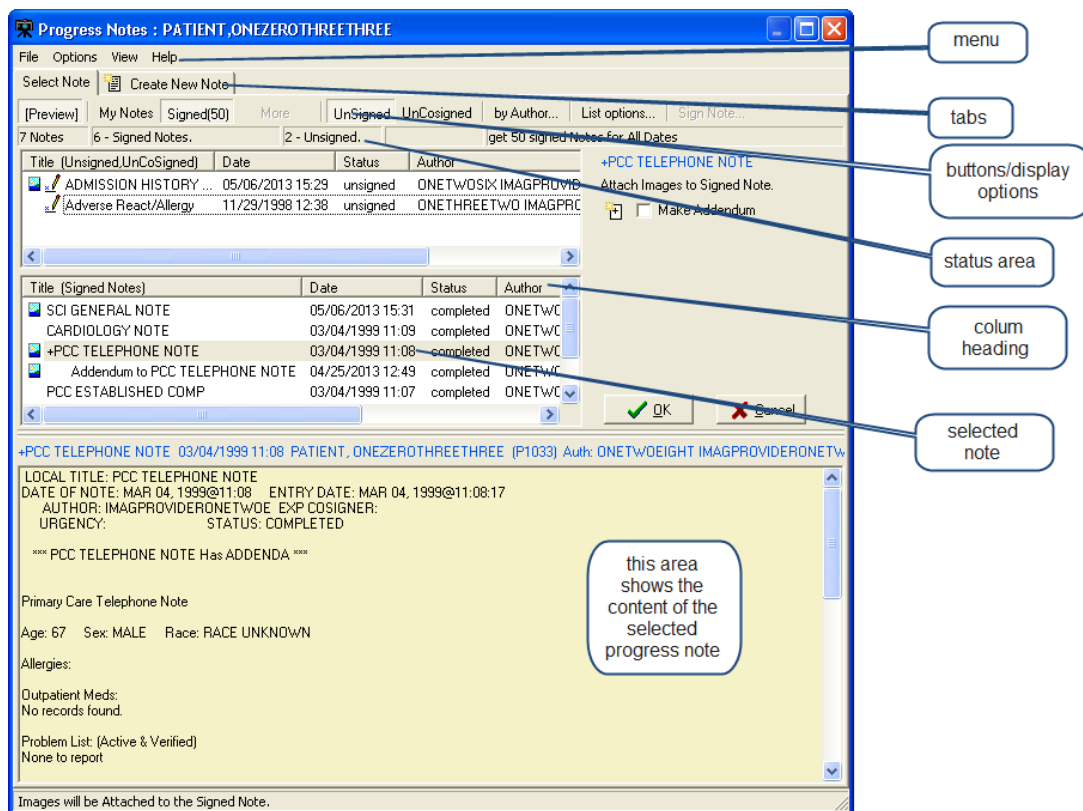 Progress Notes : PATIENT,ONEZEROTHREETHREE
File Options View Help
menu
Select Note Create New Note
tabs
[Preview] My Notes Signed(50) More UnSigned UnCosigned by Author... List options... Sign Note...
7 Notes 6 - Signed Notes. 2 - Unsigned. get 50 signed Notes for All Dates
buttons/display
options
Title (Unsigned,UnCoSigned) Date Status Author
ADMISSION HISTORY ... 05/06/2013 15:29 unsigned ONETWOSIX IMAGPROVID
Adverse React/Allergy 11/29/1998 12:38 unsigned ONETHREETWO IMAGPRO
+PCC TELEPHONE NOTE
Attach Images to Signed Note.
Make Addendum
status area
Title (Signed Notes) Date Status Author
SCI GENERAL NOTE 05/06/2013 15:31 completed ONETWO
CARDIOLOGY NOTE 03/04/1999 11:09 completed ONETWO
+PCC TELEPHONE NOTE 03/04/1999 11:08 completed ONETWO
Addendum to PCC TELEPHONE NOTE 04/25/2013 12:49 completed ONETWO
PCC ESTABLISHED COMP 03/04/1999 11:07 completed ONETWO
colum
heading
OK Cancel
selected
note
+PCC TELEPHONE NOTE 03/04/1999 11:08 PATIENT, ONEZEROTHREETHREE (P1033) Auth: ONETWOEIGHT IMAGPROVIDERONETW
LOCAL TITLE: PCC TELEPHONE NOTE
DATE OF NOTE: MAR 04, 1999@11:08 ENTRY DATE: MAR 04, 1999@11:08:17
AUTHOR: IMAGPROVIDERONETWOE EXP COSIGNER:
URGENCY: STATUS: COMPLETED
*** PCC TELEPHONE NOTE Has ADDENDA ***
Primary Care Telephone Note
Age: 67 Sex: MALE Race: RACE UNKNOWN
Allergies:
Outpatient Meds:
No records found.
Problem List: (Active & Verified)
None to report
this area
shows the
content of the
selected
progress note
Images will be Attached to the Signed Note.